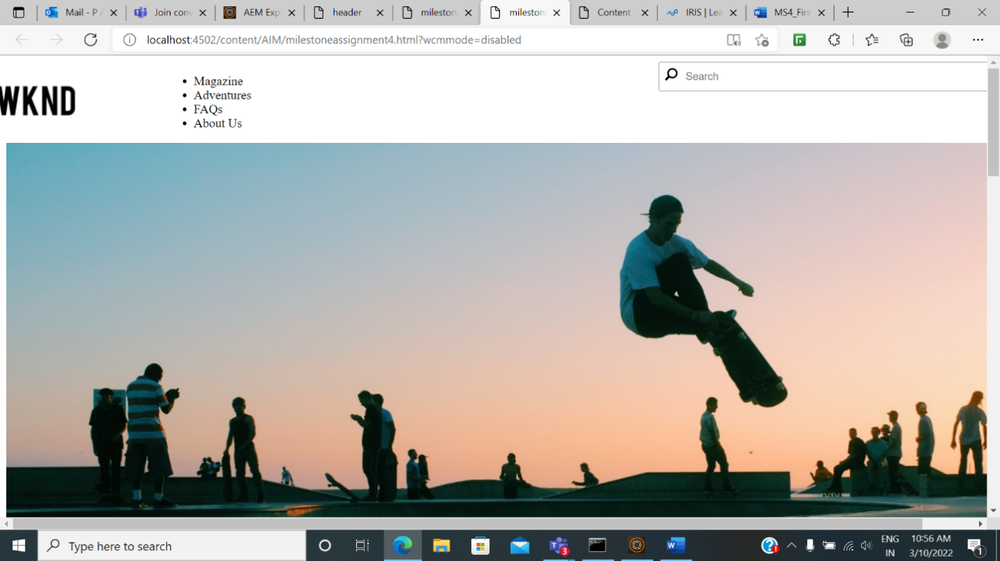 Mail - P A
Join conv
AEM Exp
header
mileston
mileston
Content
IRIS | Lea
MS4_Firs
localhost:4502/content/AIM/milestoneassignment4.html?wcmmode=disabled
WKND
Magazine
Adventures
FAQs
About Us
Search
Type here to search
3
ENG
IN
10:56 AM
3/10/2022
1